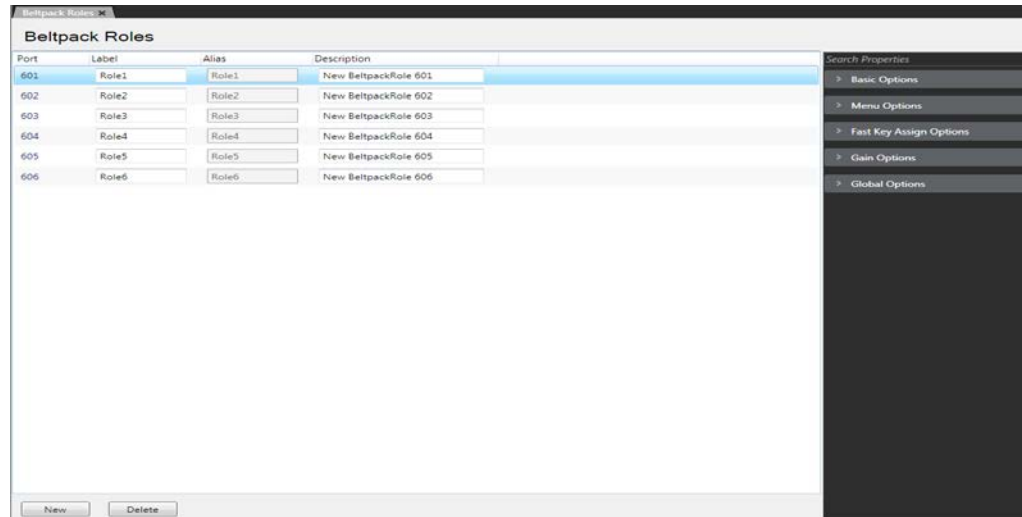 Beltpack Roles ×
Beltpack Roles
Port Label Alias Description
601 Role1 Role1 New BeltpackRole 601
602 Role2 Role2 New BeltpackRole 602
603 Role3 Role3 New BeltpackRole 603
604 Role4 Role4 New BeltpackRole 604
605 Role5 Role5 New BeltpackRole 605
606 Role6 Role6 New BeltpackRole 606
New Delete
Search Properties
> Basic Options
> Menu Options
> Fast Key Assign Options
> Gain Options
> Global Options